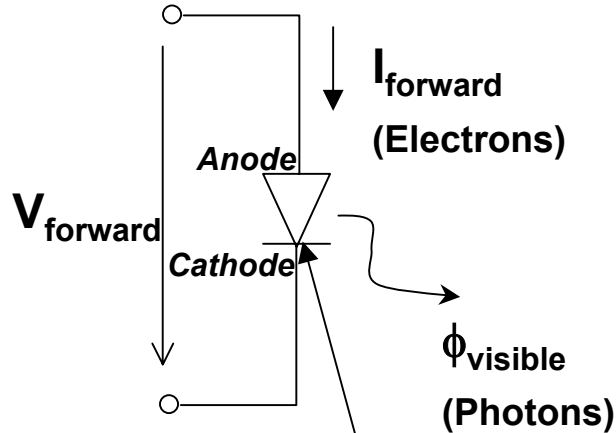 I forward
(Electrons)
Anode
V forward
Cathode
ϕ visible
(Photons)